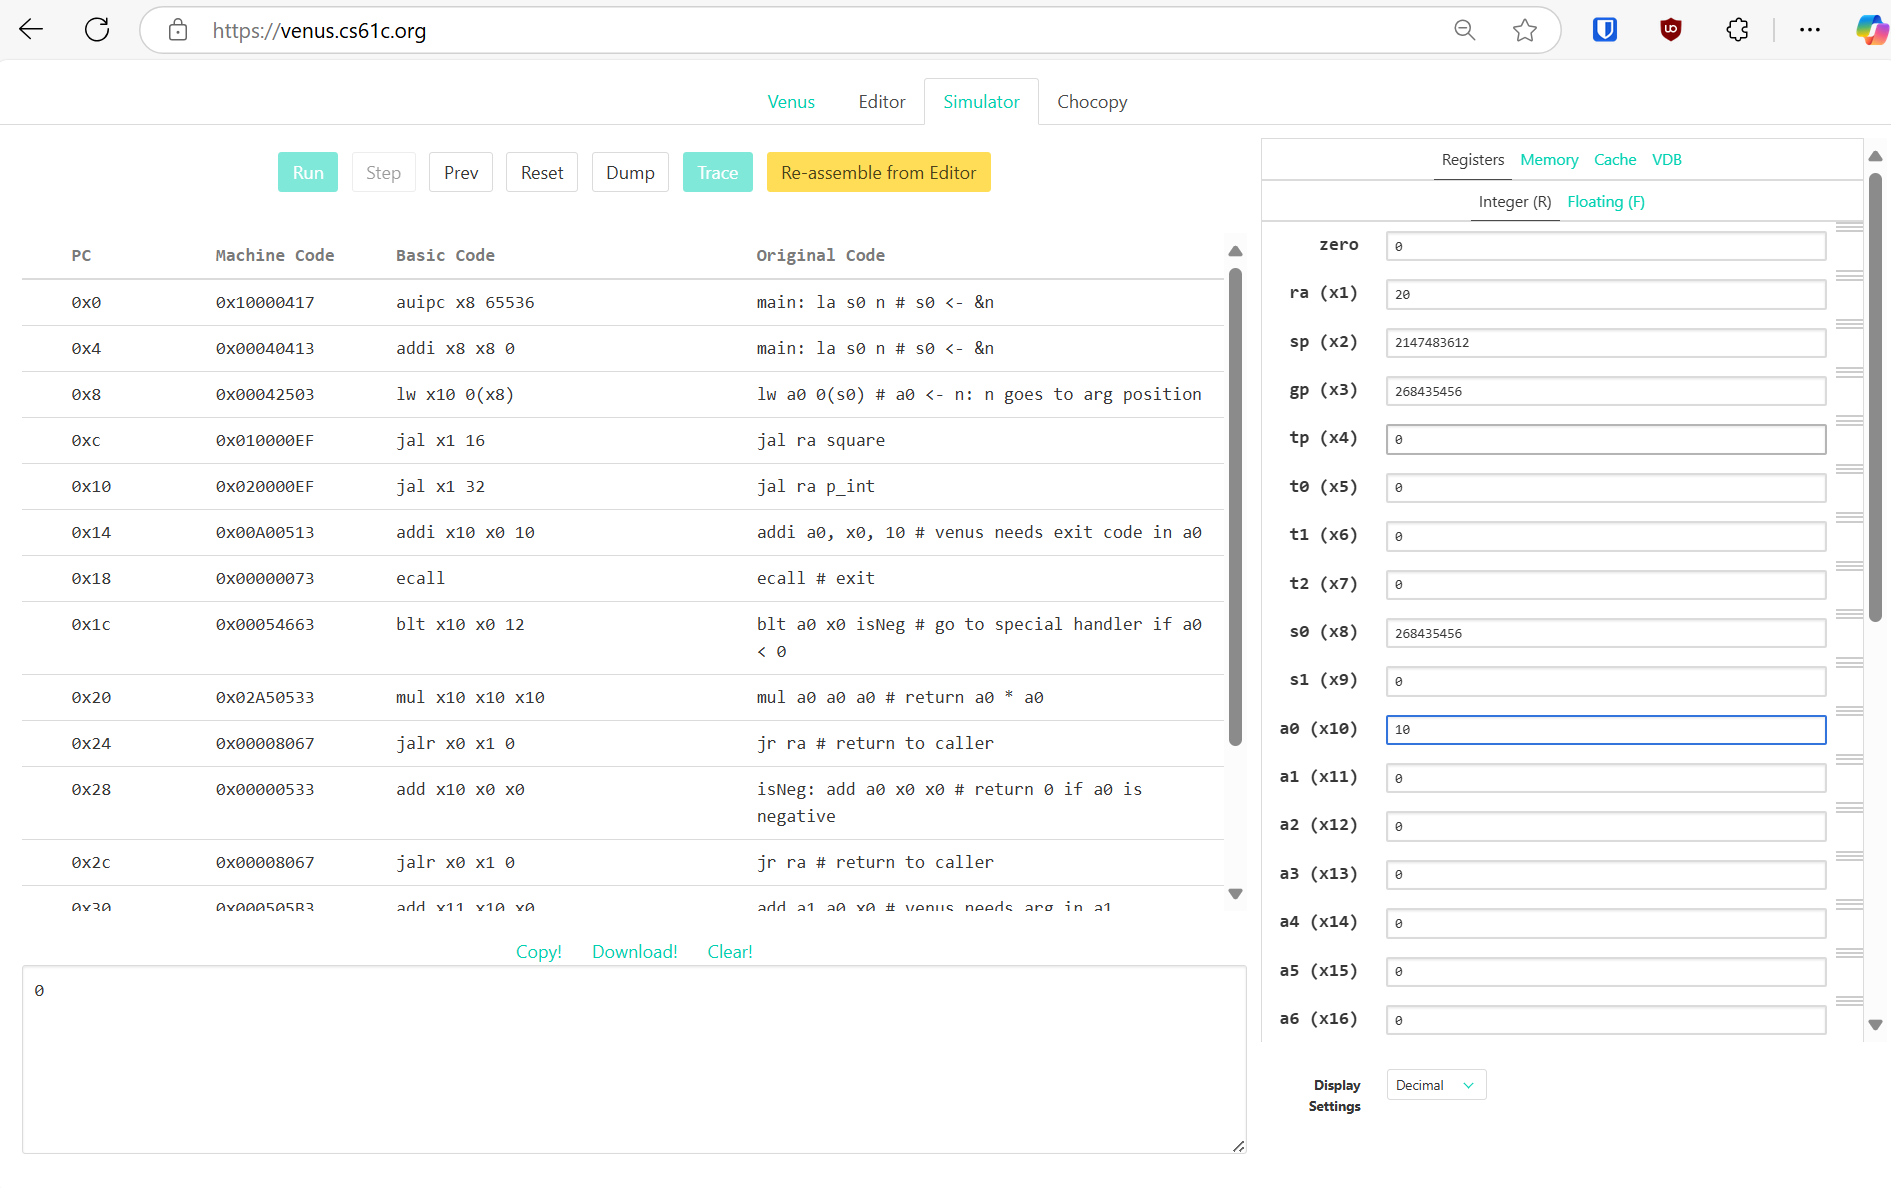 https://venus.cs61c.org
Venus Editor Simulator Chocopy
Run Step Prev Reset Dump Trace Re-assemble from Editor
PC Machine Code Basic Code Original Code
0x0 0x10000417 auipc x8 65536 main: la s0 n # s0 <- &n
0x4 0x00040413 addi x8 x8 0 main: la s0 n # s0 <- &n
0x8 0x00042503 lw x10 0(x8) lw a0 0(s0) # a0 <- n: n goes to arg position
0xc 0x010000EF jal x1 16 jal ra square
0x10 0x020000EF jal x1 32 jal ra p_int
0x14 0x00A00513 addi x10 x0 10 addi a0, x0, 10 # venus needs exit code in a0
0x18 0x00000073 ecall ecall # exit
0x1c 0x00054663 blt x10 x0 12 blt a0 x0 isNeg # go to special handler if a0
< 0
0x20 0x02A50533 mul x10 x10 x10 mul a0 a0 a0 # return a0 * a0
0x24 0x00008067 jalr x0 x1 0 jr ra # return to caller
0x28 0x00000533 add x10 x0 x0 isNeg: add a0 x0 x0 # return 0 if a0 is
negative
0x2c 0x00008067 jalr x0 x1 0 jr ra # return to caller
0x30 0x000505B3 add x11 x10 x0 add a1 a0 x0 # venus needs arg in a1
Copy! Download! Clear!
0
Registers Memory Cache VDB
Integer (R) Floating (F)
zero 0
ra (x1) 20
sp (x2) 2147483612
gp (x3) 268435456
tp (x4) 0
t0 (x5) 0
t1 (x6) 0
t2 (x7) 0
s0 (x8) 268435456
s1 (x9) 0
a0 (x10) 10
a1 (x11) 0
a2 (x12) 0
a3 (x13) 0
a4 (x14) 0
a5 (x15) 0
a6 (x16) 0
Display
Settings
Decimal